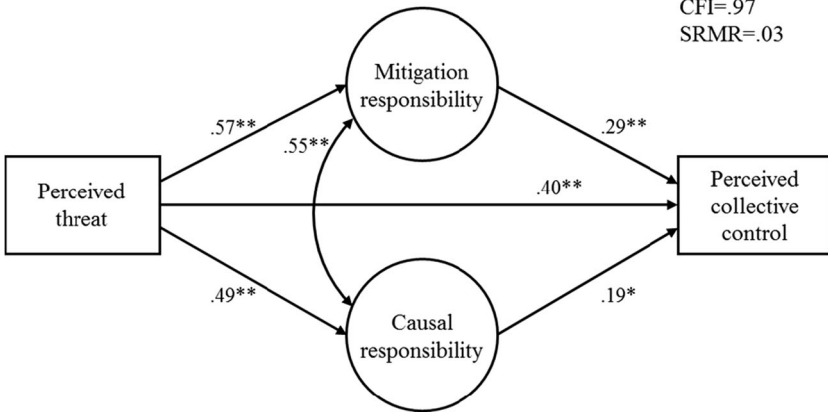 CFI=.97
SRMR=.03
Mitigation
responsibility
.57**
.55**
.29**
Perceived
threat
.40**
Perceived
collective
control
.49**
.19*
Causal
responsibility